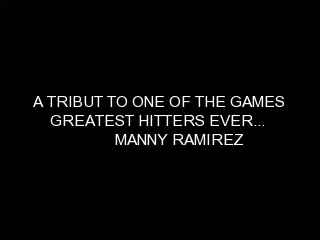 A TRIBUT TO ONE OF THE GAMES
GREATEST HITTERS EVER...
MANNY RAMIREZ